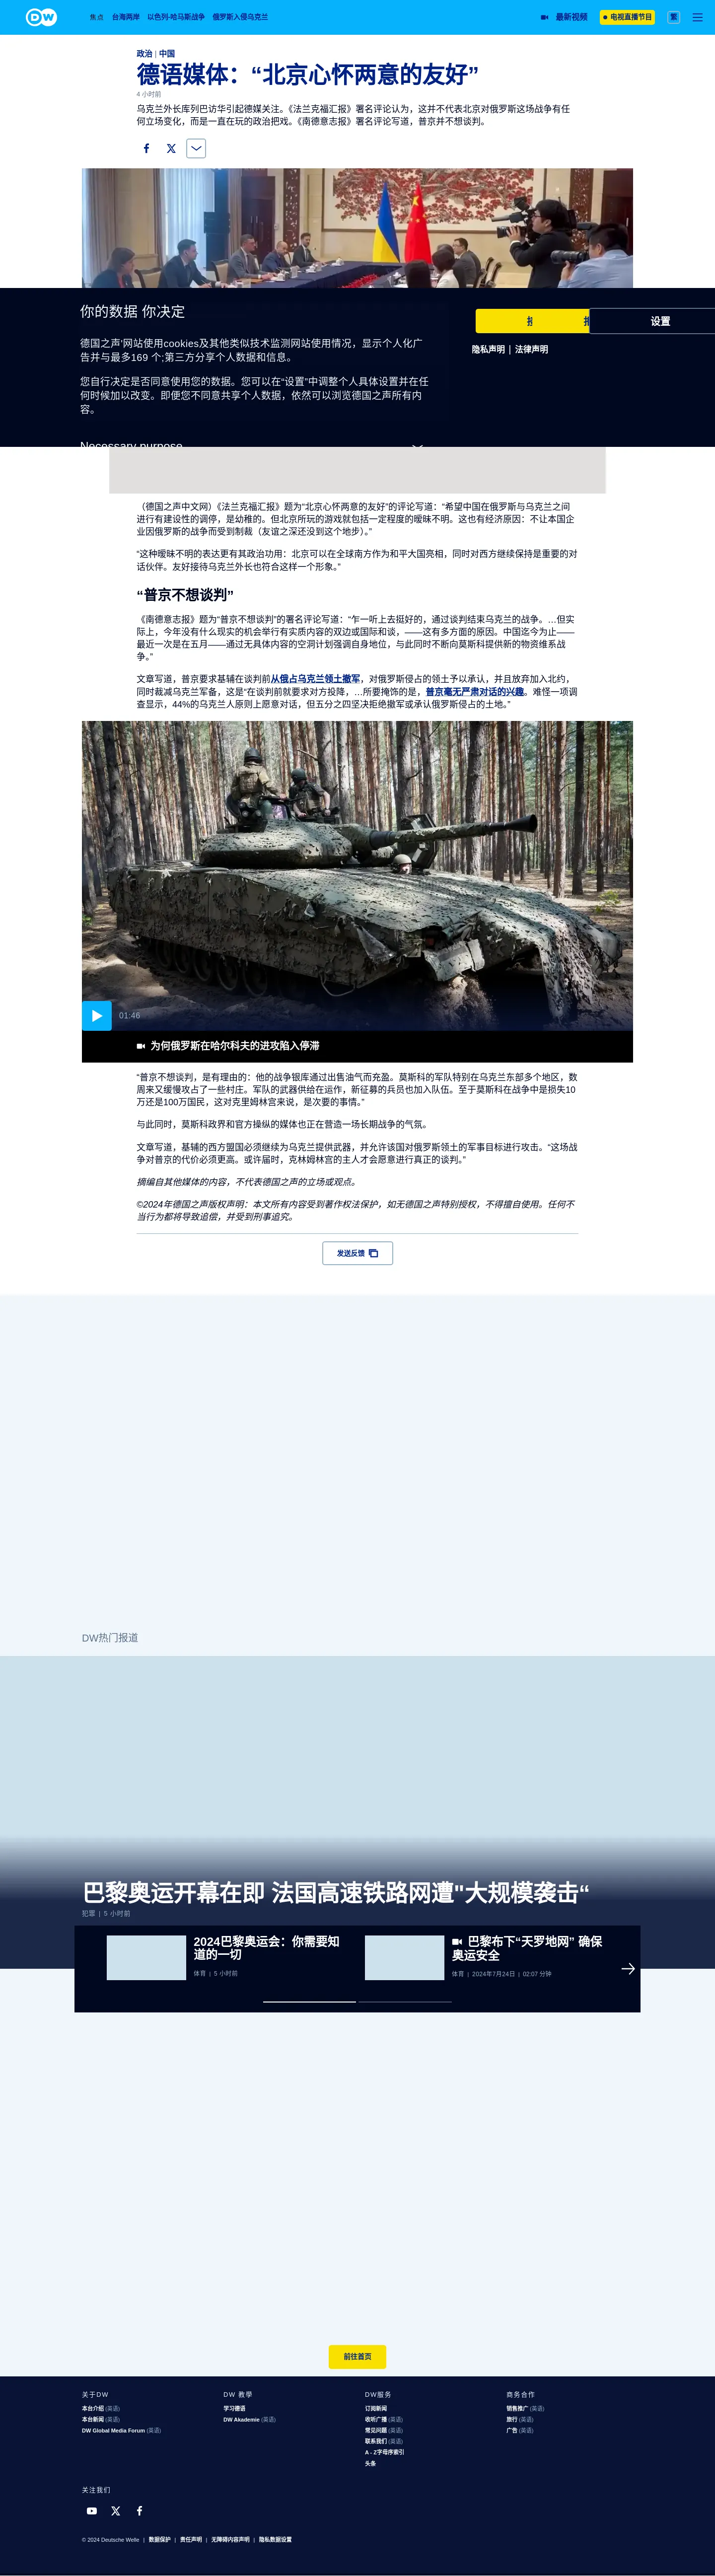 DW
焦点 台海两岸 以色列-哈马斯战争 俄罗斯入侵乌克兰
最新视频
电视直播节目
繁
政治 | 中国
德语媒体：“北京心怀两意的友好”
4 小时前
乌克兰外长库列巴访华引起德媒关注。《法兰克福汇报》署名评论认为，这并不代表北京对俄罗斯这场战争有任
何立场变化，而是一直在玩的政治把戏。《南德意志报》署名评论写道，普京并不想谈判。
你的数据 你决定
德国之声'网站使用cookies及其他类似技术监测网站使用情况，显示个人化广
告并与最多169 个;第三方分享个人数据和信息。
您自行决定是否同意使用您的数据。您可以在“设置”中调整个人具体设置并在任
何时候加以改变。即便您不同意共享个人数据，依然可以浏览德国之声所有内
容。
Necessary purpose
设置
隐私声明 | 法律声明
（德国之声中文网）《法兰克福汇报》题为“北京心怀两意的友好”的评论写道：“希望中国在俄罗斯与乌克兰之间
进行有建设性的调停，是幼稚的。但北京所玩的游戏就包括一定程度的暧昧不明。这也有经济原因：不让本国企
业因俄罗斯的战争而受到制裁（友谊之深还没到这个地步）。”
“这种暧昧不明的表达更有其政治功用：北京可以在全球南方作为和平大国亮相，同时对西方继续保持是重要的对
话伙伴。友好接待乌克兰外长也符合这样一个形象。”
“普京不想谈判”
《南德意志报》题为“普京不想谈判”的署名评论写道：“乍一听上去挺好的，通过谈判结束乌克兰的战争。…但实
际上，今年没有什么现实的机会举行有实质内容的双边或国际和谈，——这有多方面的原因。中国迄今为止——
最近一次是在五月——通过无具体内容的空洞计划强调自身地位，与此同时不断向莫斯科提供新的物资维系战
争。”
文章写道，普京要求基辅在谈判前从俄占乌克兰领土撤军，对俄罗斯侵占的领土予以承认，并且放弃加入北约，
同时裁减乌克兰军备，这是“在谈判前就要求对方投降，…所要掩饰的是，普京毫无严肃对话的兴趣。难怪一项调
查显示，44%的乌克兰人原则上愿意对话，但五分之四坚决拒绝撤军或承认俄罗斯侵占的土地。”
01:46
为何俄罗斯在哈尔科夫的进攻陷入停滞
“普京不想谈判，是有理由的：他的战争银库通过出售油气而充盈。莫斯科的军队特别在乌克兰东部多个地区，数
周来又缓慢攻占了一些村庄。军队的武器供给在运作，新征募的兵员也加入队伍。至于莫斯科在战争中是损失10
万还是100万国民，这对克里姆林宫来说，是次要的事情。”
与此同时，莫斯科政界和官方操纵的媒体也正在营造一场长期战争的气氛。
文章写道，基辅的西方盟国必须继续为乌克兰提供武器，并允许该国对俄罗斯领土的军事目标进行攻击。“这场战
争对普京的代价必须更高。或许届时，克林姆林宫的主人才会愿意进行真正的谈判。”
摘编自其他媒体的内容，不代表德国之声的立场或观点。
©2024年德国之声版权声明：本文所有内容受到著作权法保护，如无德国之声特别授权，不得擅自使用。任何不
当行为都将导致追偿，并受到刑事追究。
发送反馈
DW热门报道
巴黎奥运开幕在即 法国高速铁路网遭"大规模袭击“
犯罪 | 5 小时前
2024巴黎奥运会：你需要知
道的一切
体育 | 5 小时前
巴黎布下“天罗地网” 确保
奥运安全
体育 | 2024年7月24日 | 02:07 分钟
前往首页
关于DW
本台介绍 (英语)
本台新闻 (英语)
DW Global Media Forum (英语)
DW 教學
学习德语
DW Akademie (英语)
DW服务
订阅新闻
收听广播 (英语)
常见问题 (英语)
联系我们 (英语)
A - Z字母序索引
头条
商务合作
销售推广 (英语)
旅行 (英语)
广告 (英语)
关注我们
© 2024 Deutsche Welle | 数据保护 | 责任声明 | 无障碍内容声明 | 隐私数据设置